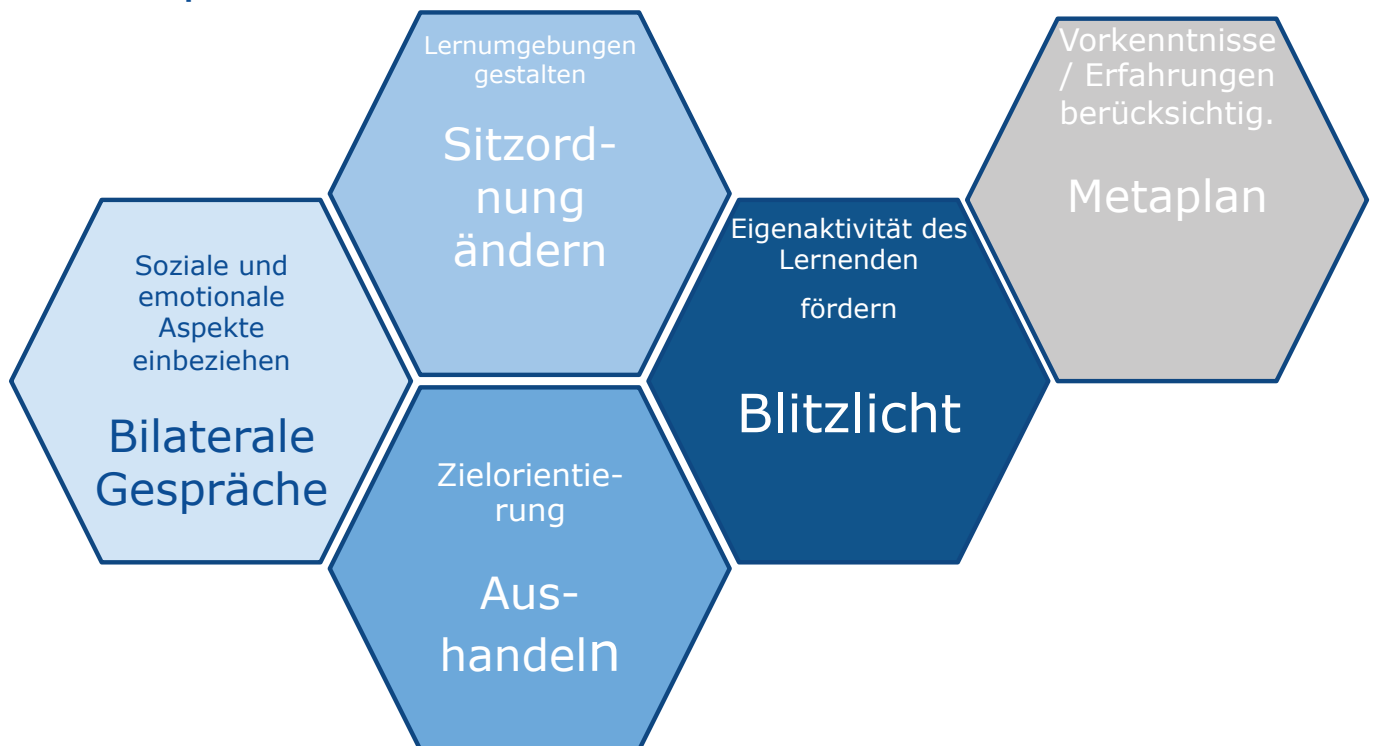 Lernumgebungen
gestalten
Sitzord-
nung
ändern
Vorkenntnisse
/ Erfahrungen
berücksichtig.
Metaplan
Soziale und
emotionale
Aspekte
einbeziehen
Bilaterale
Gespräche
Eigenaktivität des
Lernenden
fördern
Blitzlicht
Zielorientie-
rung
Aus-
handeln